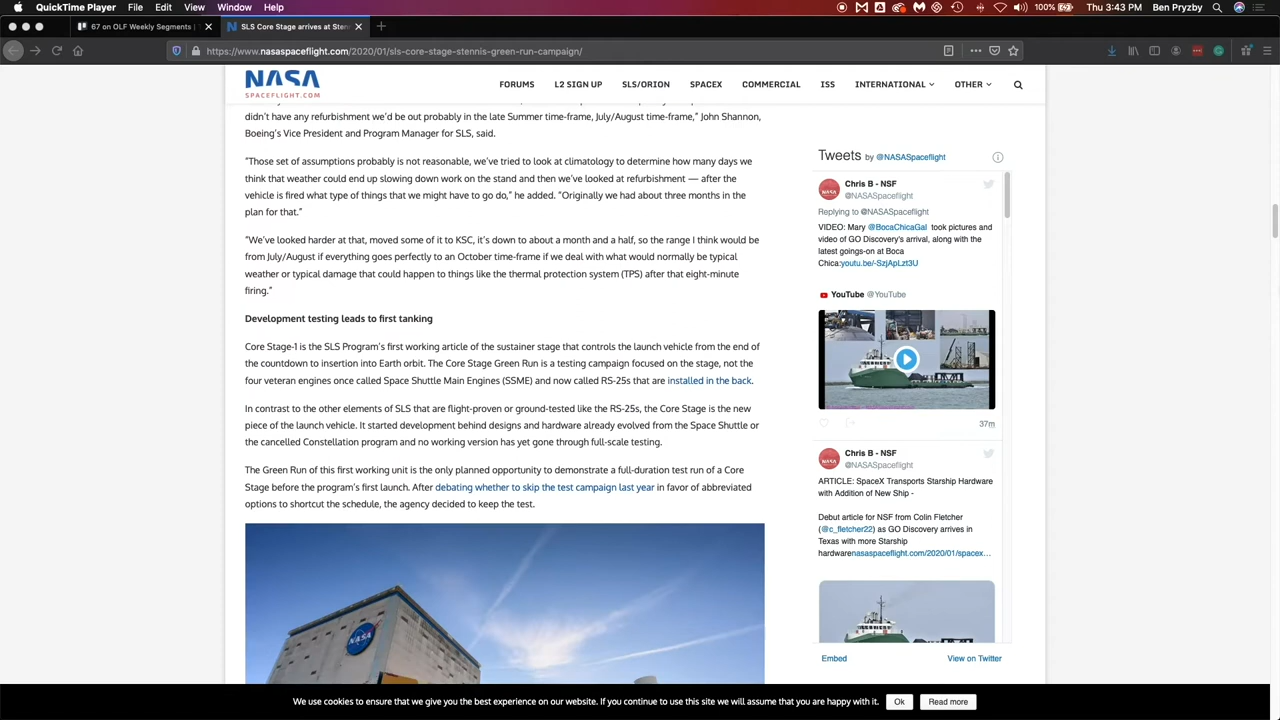 QuickTime Player File Edit View Window Help 100% Thu 3:43 PM Ben Pryzby
67 on OLF Weekly Segments |
SLS Core Stage arrives at Sten
https://www.nasaspaceflight.com/2020/01/sls-core-stage-stennis-green-run-campaign/
NASA
SPACEFLIGHT.COM
FORUMS L2 SIGN UP SLS/ORION SPACEX COMMERCIAL ISS INTERNATIONAL OTHER
didn't have any refurbishment we'd be out probably in the late Summer time-frame, July/August time-frame,” John Shannon,
Boeing's Vice President and Program Manager for SLS, said.
“Those set of assumptions probably is not reasonable, we've tried to look at climatology to determine how many days we
think that weather could end up slowing down work on the stand and then we've looked at refurbishment — after the
vehicle is fired what type of things that we might have to go do,” he added. “Originally we had about three months in the
plan for that.”
“We've looked harder at that, moved some of it to KSC, it's down to about a month and a half, so the range I think would be
from July/August if everything goes perfectly to an October time-frame if we deal with what would normally be typical
weather or typical damage that could happen to things like the thermal protection system (TPS) after that eight-minute
firing.”
Development testing leads to first tanking
Core Stage-1 is the SLS Program's first working article of the sustainer stage that controls the launch vehicle from the end of
the countdown to insertion into Earth orbit. The Core Stage Green Run is a testing campaign focused on the stage, not the
four veteran engines once called Space Shuttle Main Engines (SSME) and now called RS-25s that are installed in the back.
In contrast to the other elements of SLS that are flight-proven or ground-tested like the RS-25s, the Core Stage is the new
piece of the launch vehicle. It started development behind designs and hardware already evolved from the Space Shuttle or
the cancelled Constellation program and no working version has yet gone through full-scale testing.
The Green Run of this first working unit is the only planned opportunity to demonstrate a full-duration test run of a Core
Stage before the program's first launch. After debating whether to skip the test campaign last year in favor of abbreviated
options to shortcut the schedule, the agency decided to keep the test.
NASA
Tweets by @NASASpaceflight
Chris B - NSF
@NASASpaceflight
Replying to @NASASpaceflight
VIDEO: Mary @BocaChicaGal took pictures and
video of GO Discovery's arrival, along with the
latest goings-on at Boca
Chica:youtu.be/-SzjApLzt3U
YouTube @YouTube
37m
Chris B - NSF
@NASASpaceflight
ARTICLE: SpaceX Transports Starship Hardware
with Addition of New Ship -
Debut article for NSF from Colin Fletcher
(@c_fletcher22) as GO Discovery arrives in
Texas with more Starship
hardwarenasaspaceflight.com/2020/01/spacex…
Embed View on Twitter
We use cookies to ensure that we give you the best experience on our website. If you continue to use this site we will assume that you are happy with it. Ok Read more